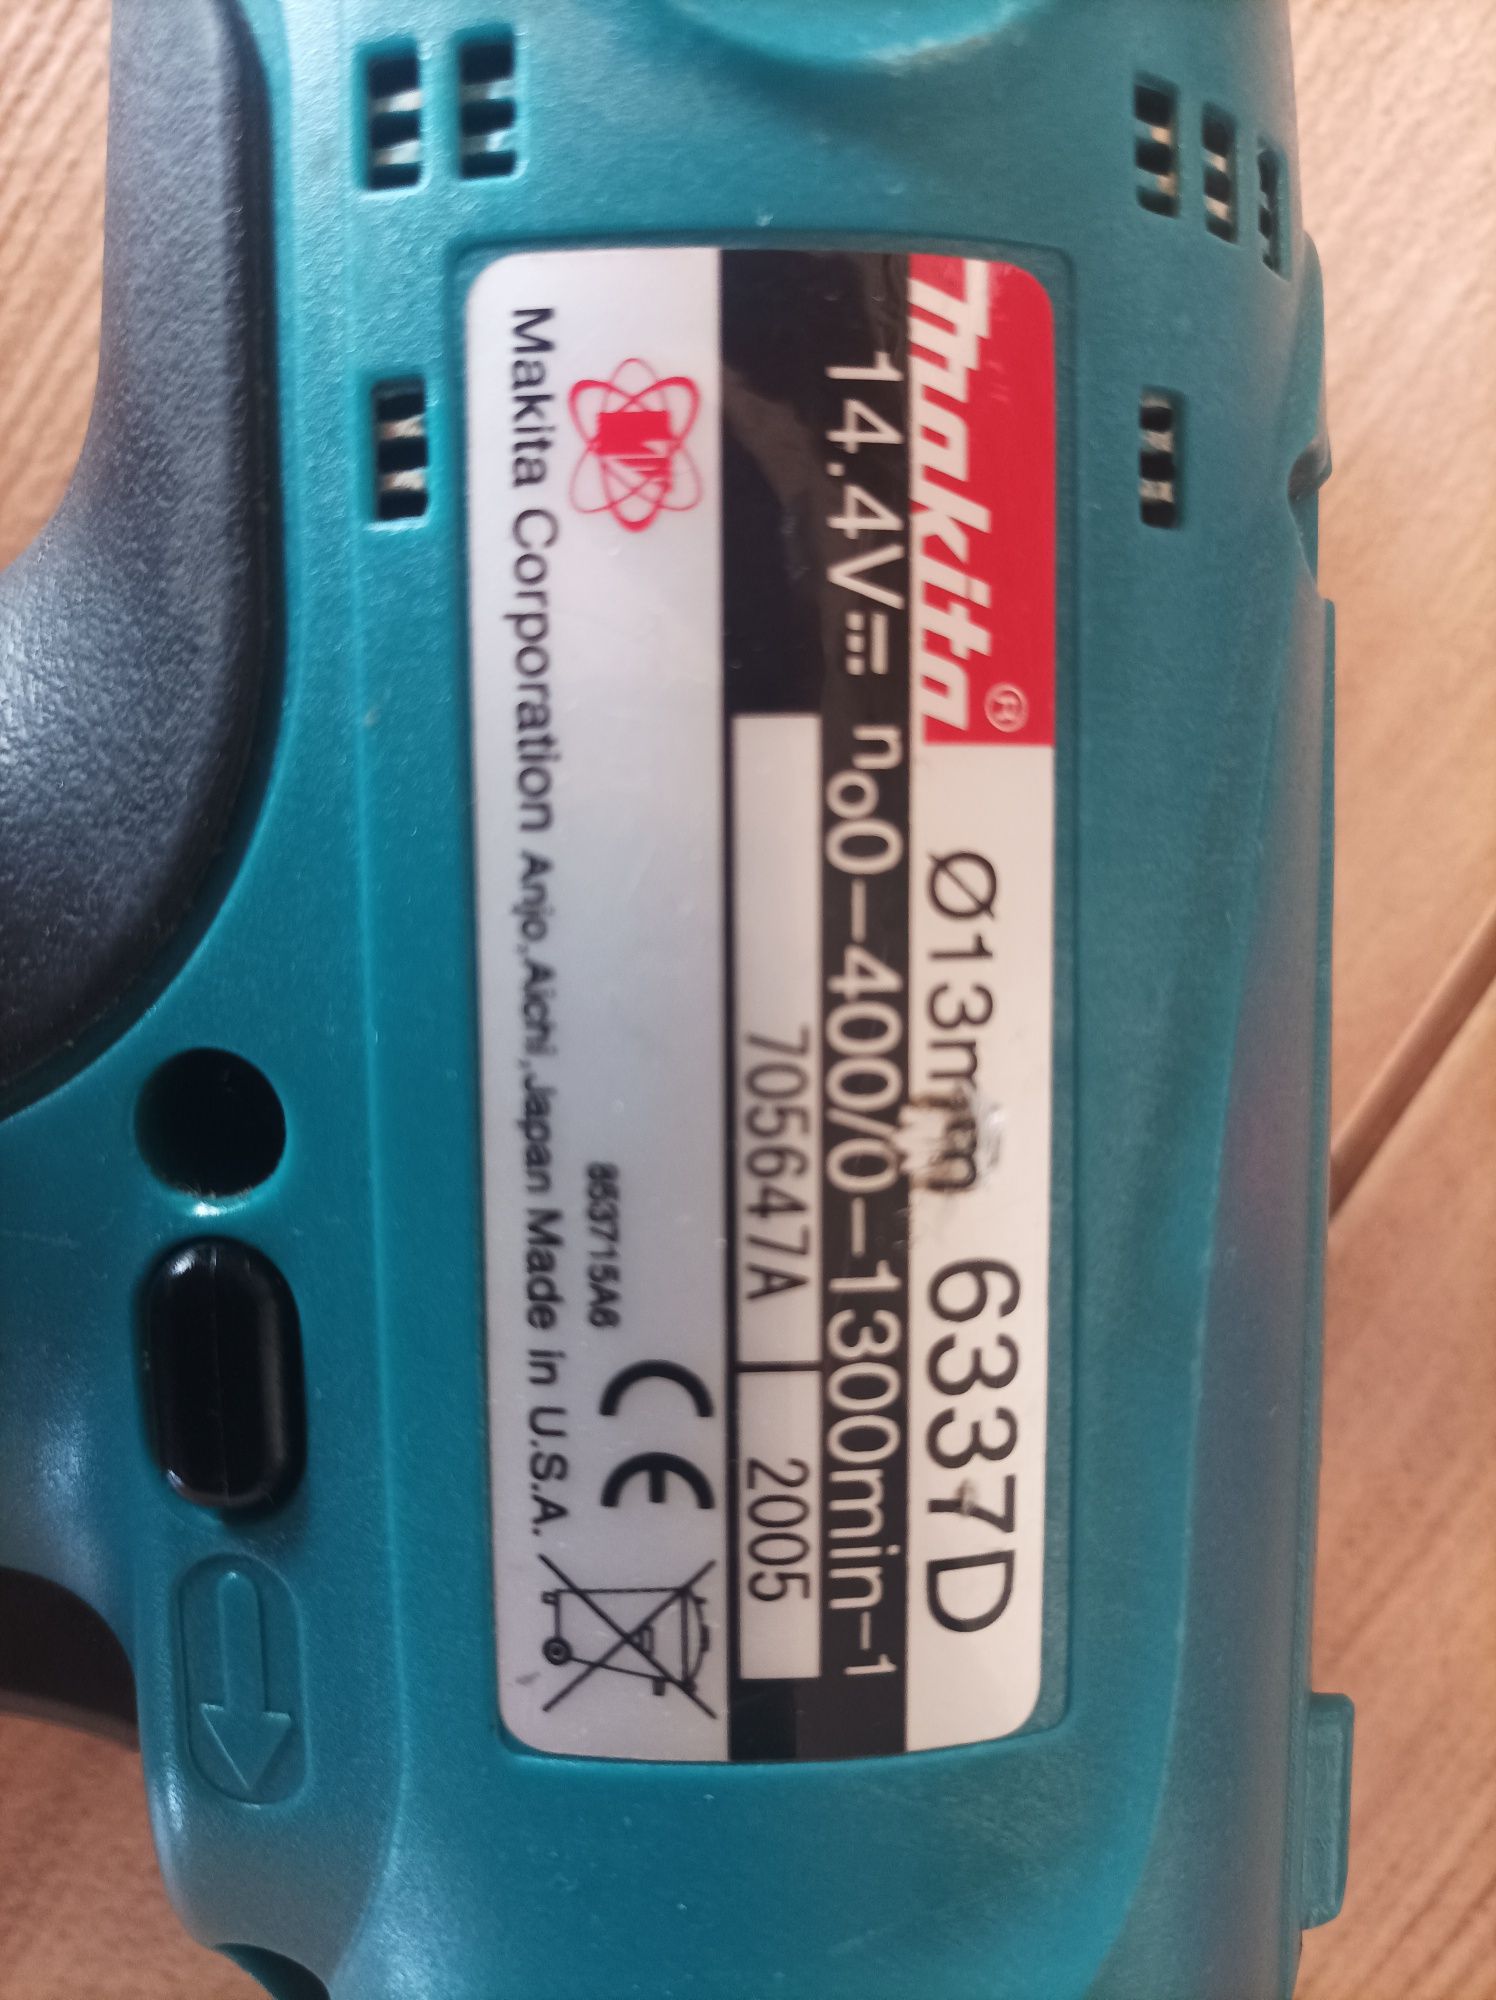 makita®
Ø13mm 6337D
14.4V n₀0-400/0-1300min-1
705647A 2005
853715A6
CE
Makita Corporation Anjo,Aichi,Japan Made in U.S.A.